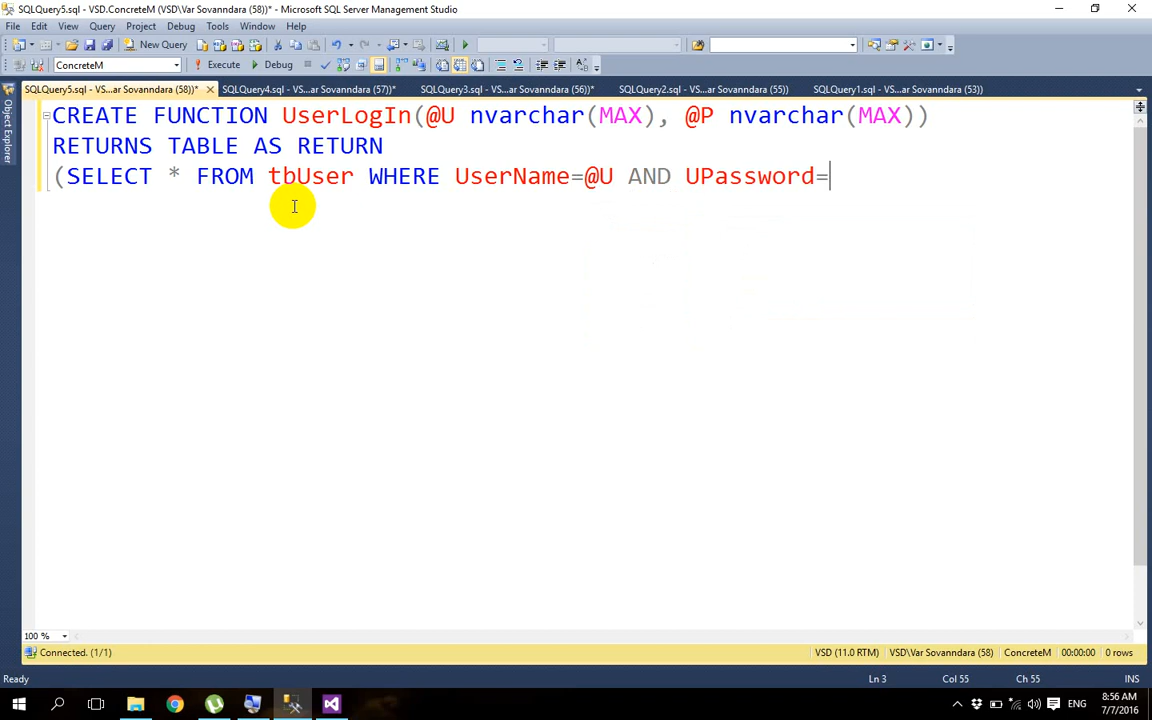 SQLQuery5.sql - VSD.ConcreteM (VSD\Var Sovanndara (58))* - Microsoft SQL Server Management Studio
File Edit View Query Project Debug Tools Window Help
New Query
ConcreteM Execute Debug
SQLQuery5.sql - VS...ar Sovanndara (58))* SQLQuery4.sql - VS...ar Sovanndara (57))* SQLQuery3.sql - VS...ar Sovanndara (56))* SQLQuery2.sql - VS...ar Sovanndara (55)) SQLQuery1.sql - VS...ar Sovanndara (53))
Object Explorer
CREATE FUNCTION UserLogIn(@U nvarchar(MAX), @P nvarchar(MAX))
RETURNS TABLE AS RETURN
(SELECT * FROM tbUser WHERE UserName=@U AND UPassword=
100 %
Connected. (1/1) VSD (11.0 RTM) VSD\Var Sovanndara (58) ConcreteM 00:00:00 0 rows
Ready Ln 3 Col 55 Ch 55 INS
ENG 8:56 AM
7/7/2016